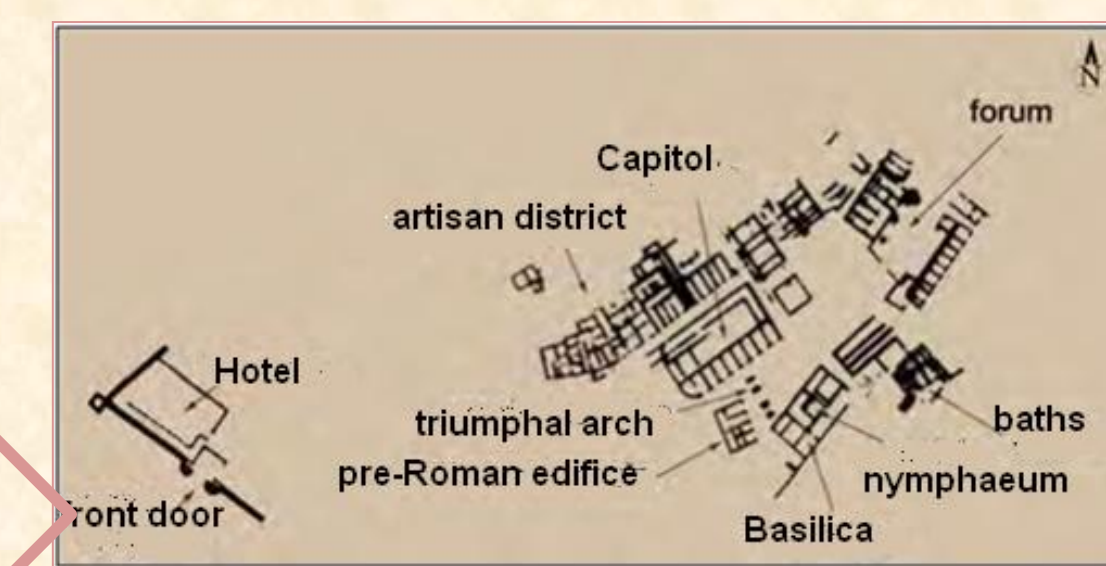 N
forum
Capitol
artisan district
Hotel
triumphal arch
baths
pre-Roman edifice
nymphaeum
ront door
Basilica